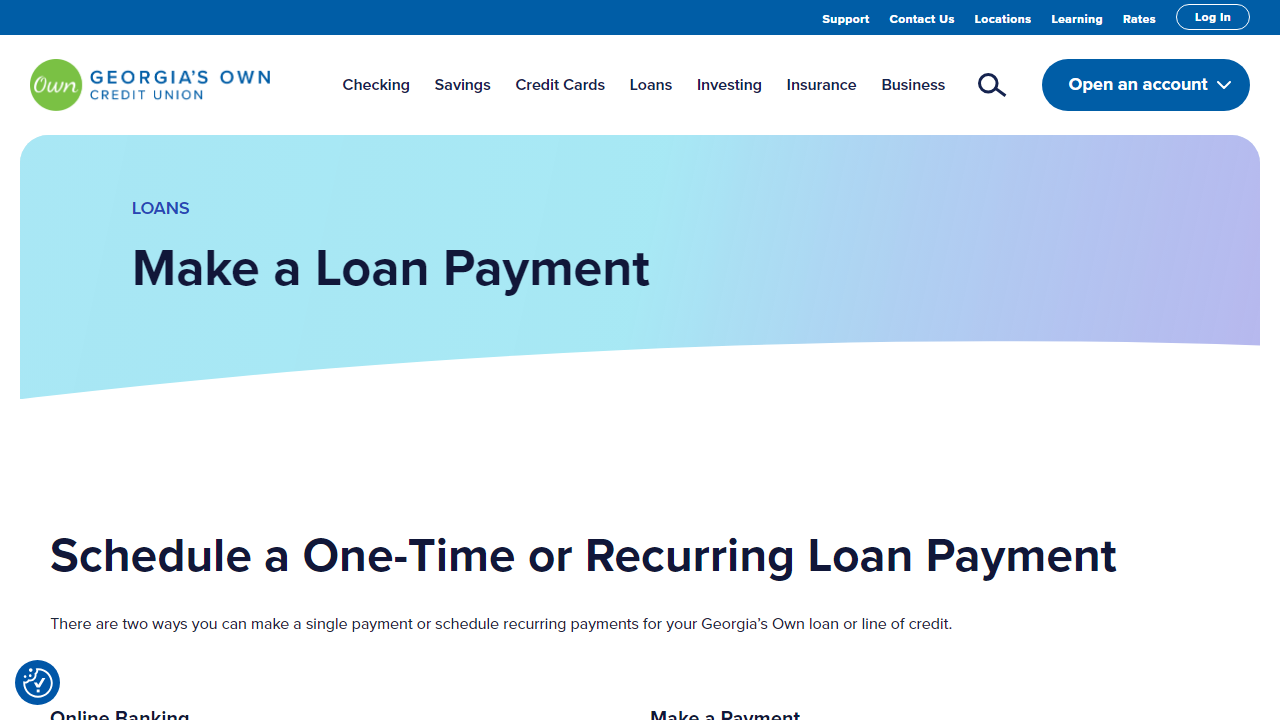 Support Contact Us Locations Learning Rates Log In
Own GEORGIA'S OWN
CREDIT UNION
Checking Savings Credit Cards Loans Investing Insurance Business Open an account
LOANS
Make a Loan Payment
Schedule a One-Time or Recurring Loan Payment
There are two ways you can make a single payment or schedule recurring payments for your Georgia’s Own loan or line of credit.
Online Banking Make a Payment